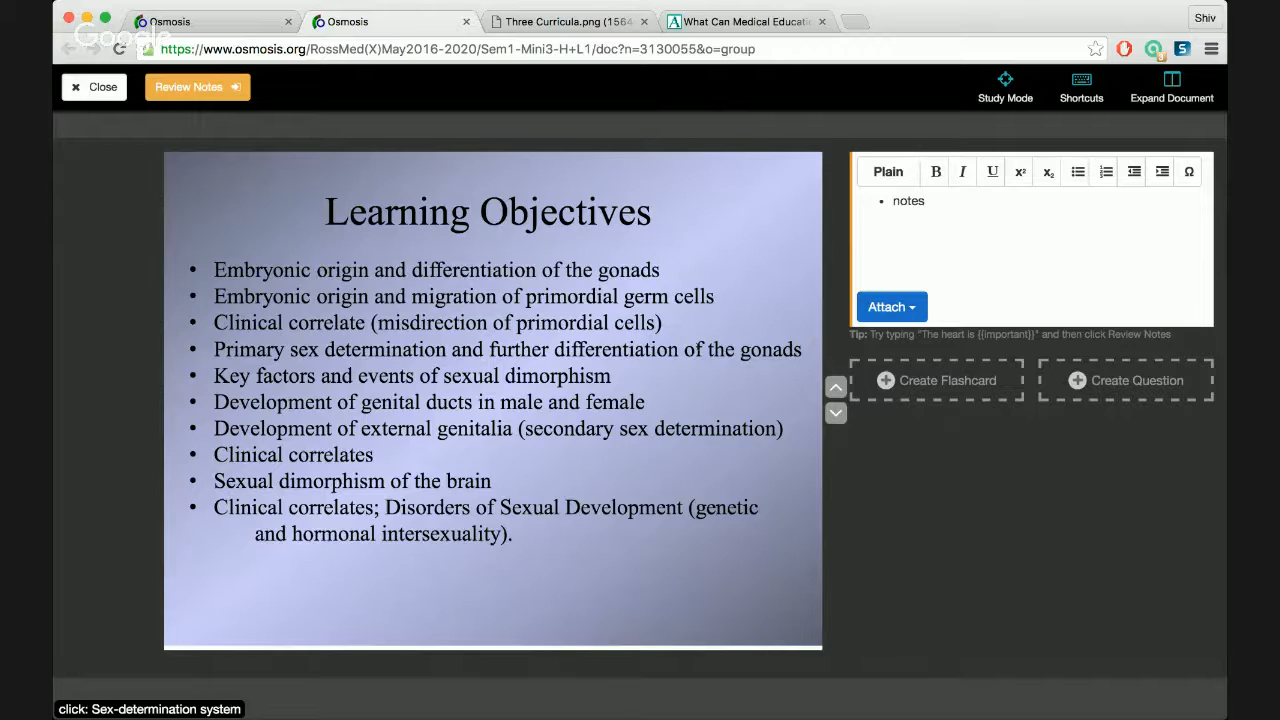 Osmosis
Osmosis
Three Curricula.png (1564
What Can Medical Educati
Shiv
Google
https://www.osmosis.org/RossMed(X)May2016-2020/Sem1-Mini3-H+L1/doc?n=3130055&o=group
Close
Review Notes
Study Mode
Shortcuts
Expand Document
Learning Objectives
• Embryonic origin and differentiation of the gonads
• Embryonic origin and migration of primordial germ cells
• Clinical correlate (misdirection of primordial cells)
• Primary sex determination and further differentiation of the gonads
• Key factors and events of sexual dimorphism
• Development of genital ducts in male and female
• Development of external genitalia (secondary sex determination)
• Clinical correlates
• Sexual dimorphism of the brain
• Clinical correlates; Disorders of Sexual Development (genetic
and hormonal intersexuality).
Plain B I U x² x₂ Ω
• notes
Attach
Tip: Try typing "The heart is {{important}}" and then click Review Notes
Create Flashcard
Create Question
click: Sex-determination system